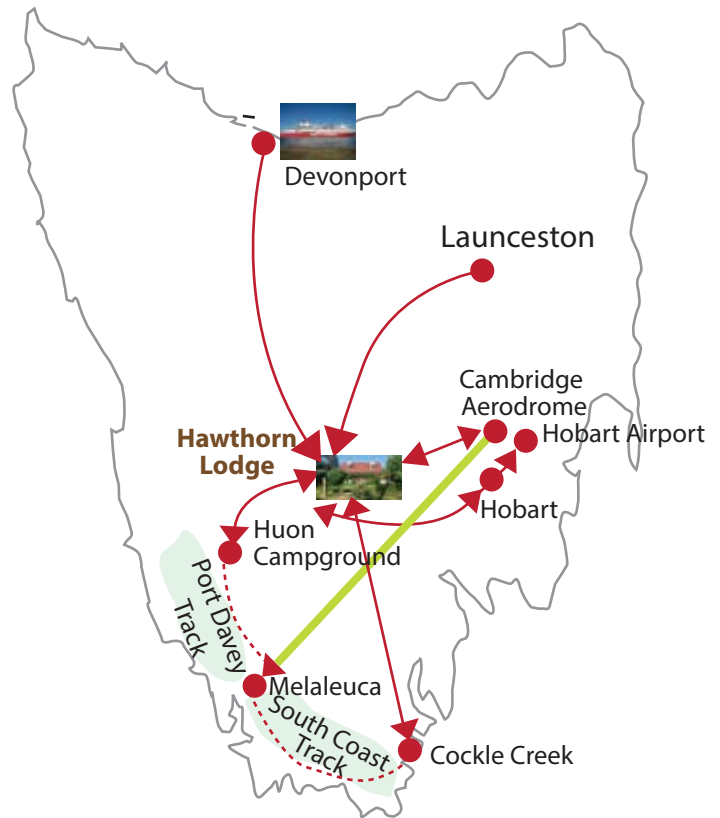 Devonport
Launceston
Cambridge
Aerodrome
Hobart Airport
Hawthorn
Lodge
Hobart
Huon
Campground
Port Davey
Track
Melaleuca
South Coast
Track
Cockle Creek